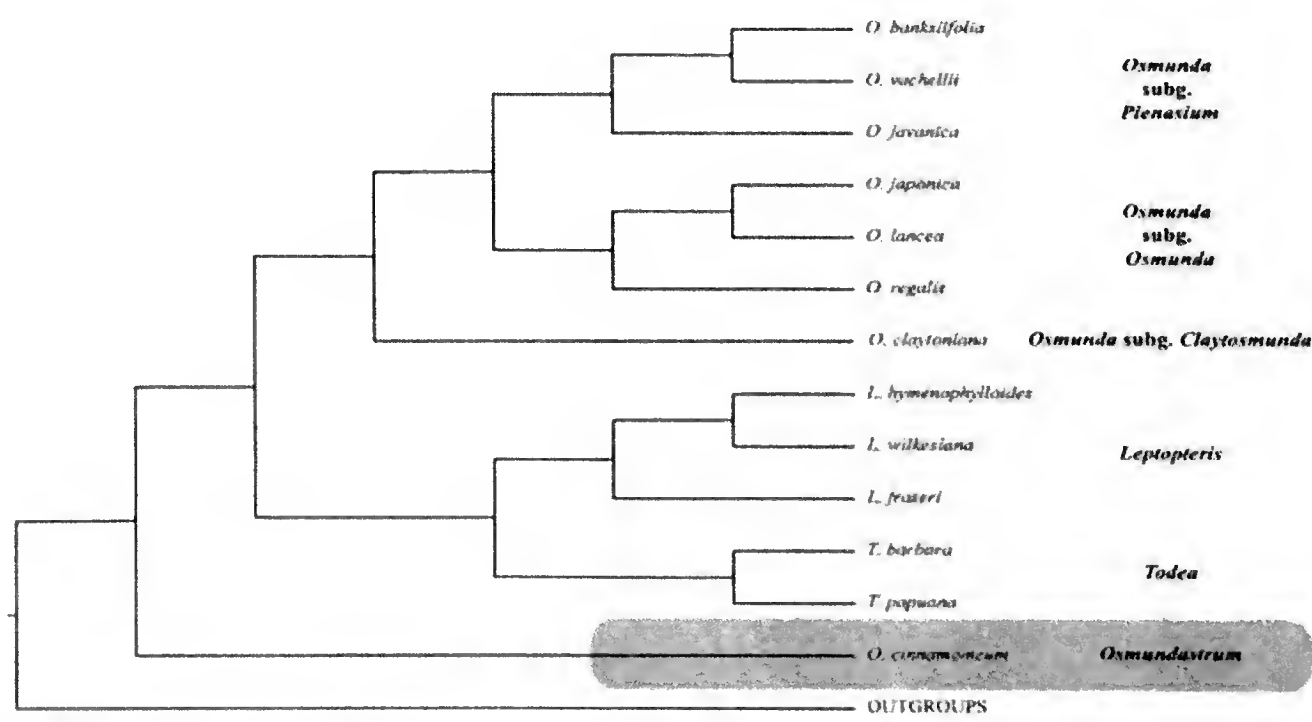 O. banksiifolia
O. vachellii
Osmunda
subg.
Plenasium
O. javanica
O. japonica
O. lancea
Osmunda
subg.
Osmunda
O. regalis
O. claytoniana Osmunda subg. Claytosmunda
L. hymenophylloides
L. wilkesiana
Leptopteris
L. fraseri
T. barbara
Todea
T. papuana
O. cinnamomeum Osmundastrum
OUTGROUPS